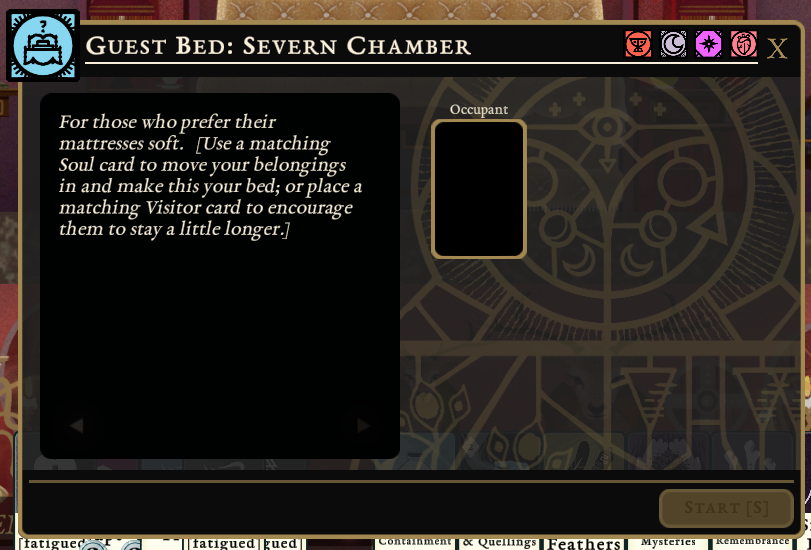 ?
GUEST BED: SEVERN CHAMBER
X
For those who prefer their
mattresses soft. [Use a matching
Soul card to move your belongings
in and make this your bed; or place a
matching Visitor card to encourage
them to stay a little longer.]
Occupant
START [S]
[fatigued]
[fatigued]
Containment
& Quellings
Feathers
Mysteries
Remembrance